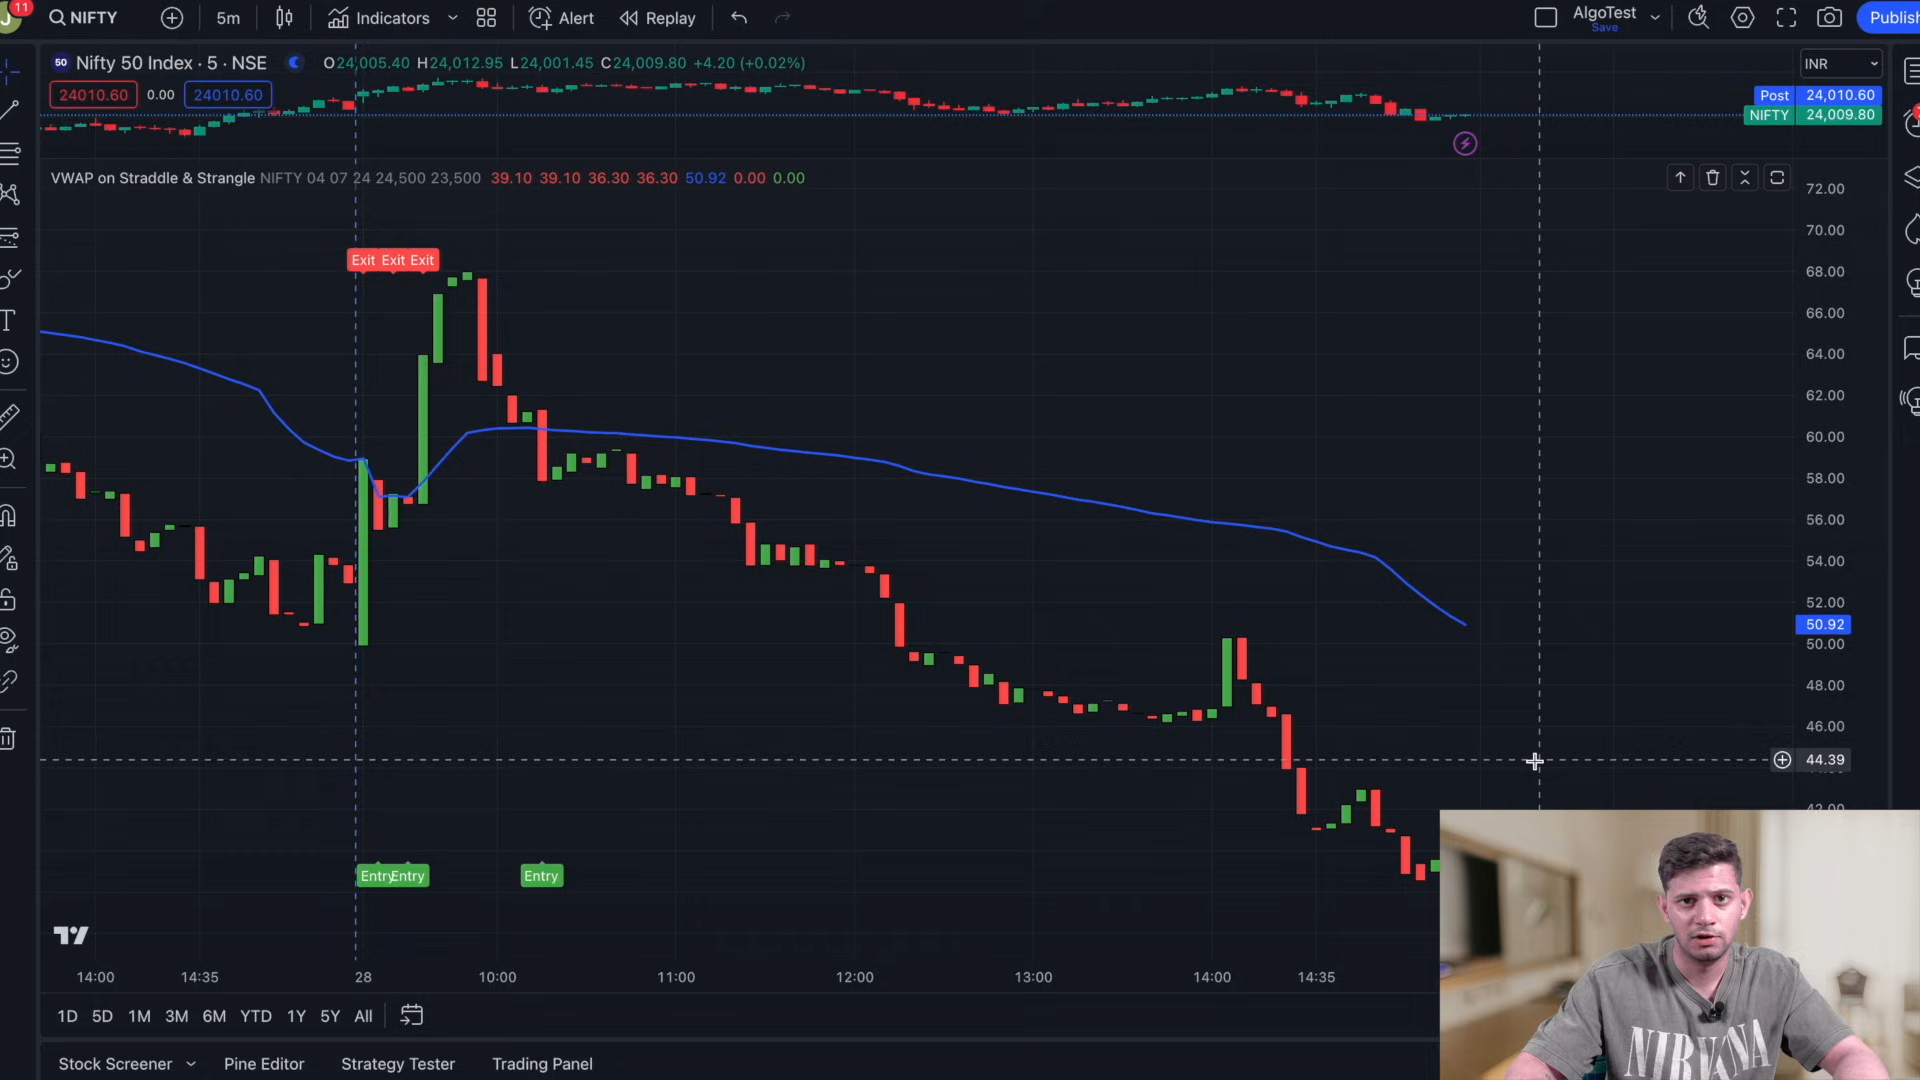 11
NIFTY
5m
Indicators
Alert
Replay
AlgoTest
Save
Publish
50 Nifty 50 Index · 5 · NSE
O24,005.40 H24,012.95 L24,001.45 C24,009.80 +4.20 (+0.02%)
INR
24010.60 0.00 24010.60
Post 24,010.60
NIFTY 24,009.80
VWAP on Straddle & Strangle NIFTY 04 07 24 24,500 23,500 39.10 39.10 36.30 36.30 50.92 0.00 0.00
72.00
70.00
Exit Exit Exit
68.00
66.00
64.00
62.00
60.00
58.00
56.00
54.00
52.00
50.92
50.00
48.00
46.00
44.39
42.00
Entry Entry Entry
14:00 14:35 28 10:00 11:00 12:00 13:00 14:00 14:35
1D 5D 1M 3M 6M YTD 1Y 5Y All
Stock Screener Pine Editor Strategy Tester Trading Panel
NIRVANA